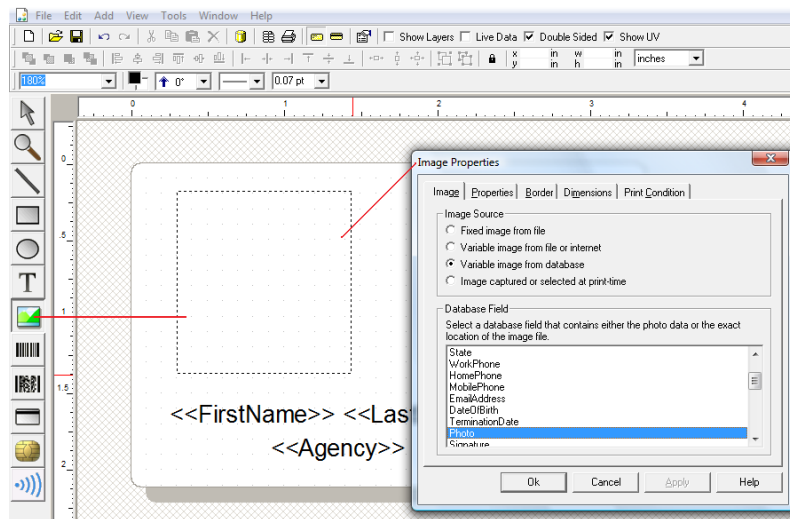 File Edit Add View Tools Window Help
Show Layers Live Data Double Sided Show UV
x in w in inches
y in h in
180% 0° 0.07 pt
0 1 2 3 4
0
.5
1
1.5
2
T
Image Properties
Image Properties Border Dimensions Print Condition
Image Source
Fixed image from file
Variable image from file or internet
Variable image from database
Image captured or selected at print-time
Database Field
Select a database field that contains either the photo data or the exact
location of the image file.
State
WorkPhone
HomePhone
MobilePhone
EmailAddress
DateOfBirth
TerminationDate
Photo
Signature
<<FirstName>> <<Las
<<Agency>>
Ok Cancel Apply Help